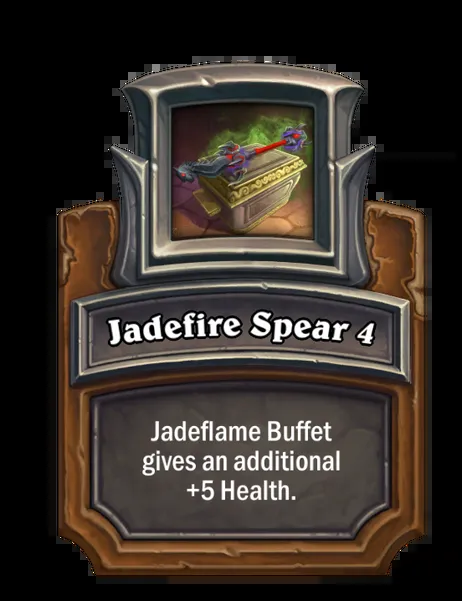 Jadefire Spear 4
Jadeflame Buffet
gives an additional
+5 Health.